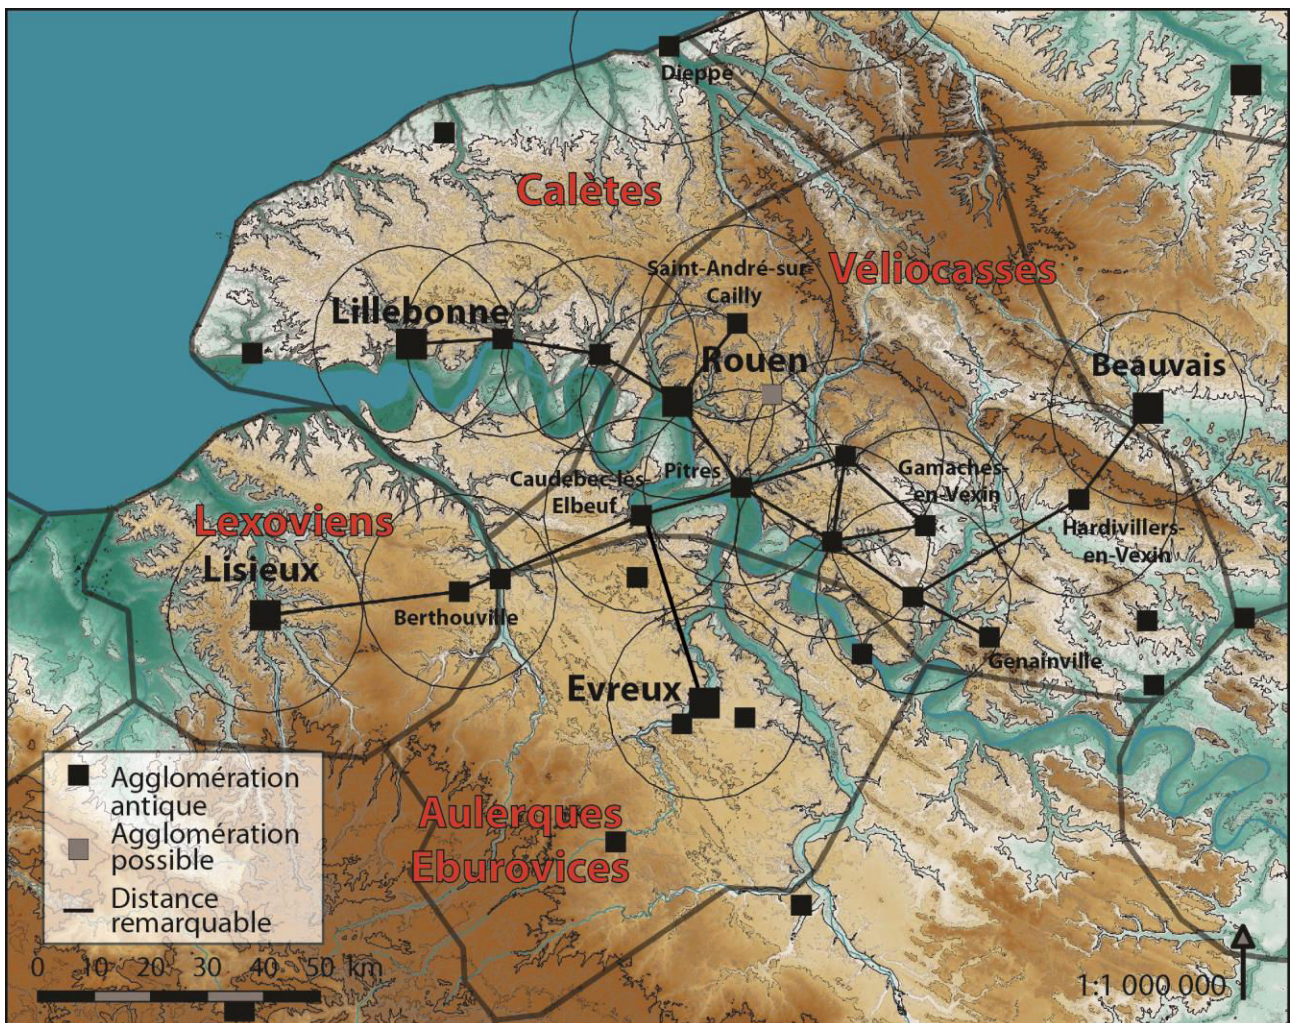 Dieppe
Calètes
Saint-André-sur-
Cailly
Véliocasses
Lillebonne
Rouen
Beauvais
Caudebec-lès-
Elbeuf
Pîtres
Gamaches-
en-Vexin
Hardivillers-
en-Vexin
Lexoviens
Lisieux
Berthouville
Genainville
Evreux
Aulerques
Eburovices
Agglomération
antique
Agglomération
possible
Distance
remarquable
0 10 20 30 40 50 km
1:1 000 000